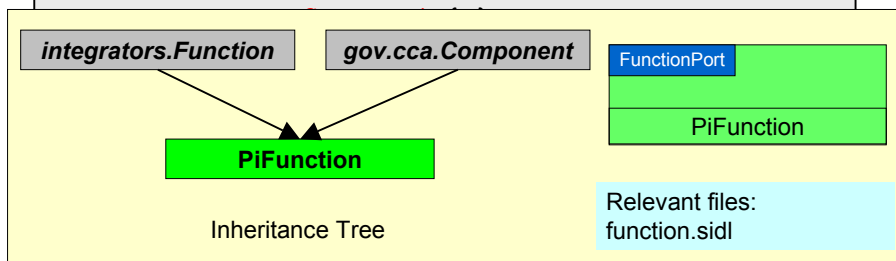 integrators.Function
gov.cca.Component
FunctionPort
PiFunction
PiFunction
Inheritance Tree
Relevant files:
function.sidl